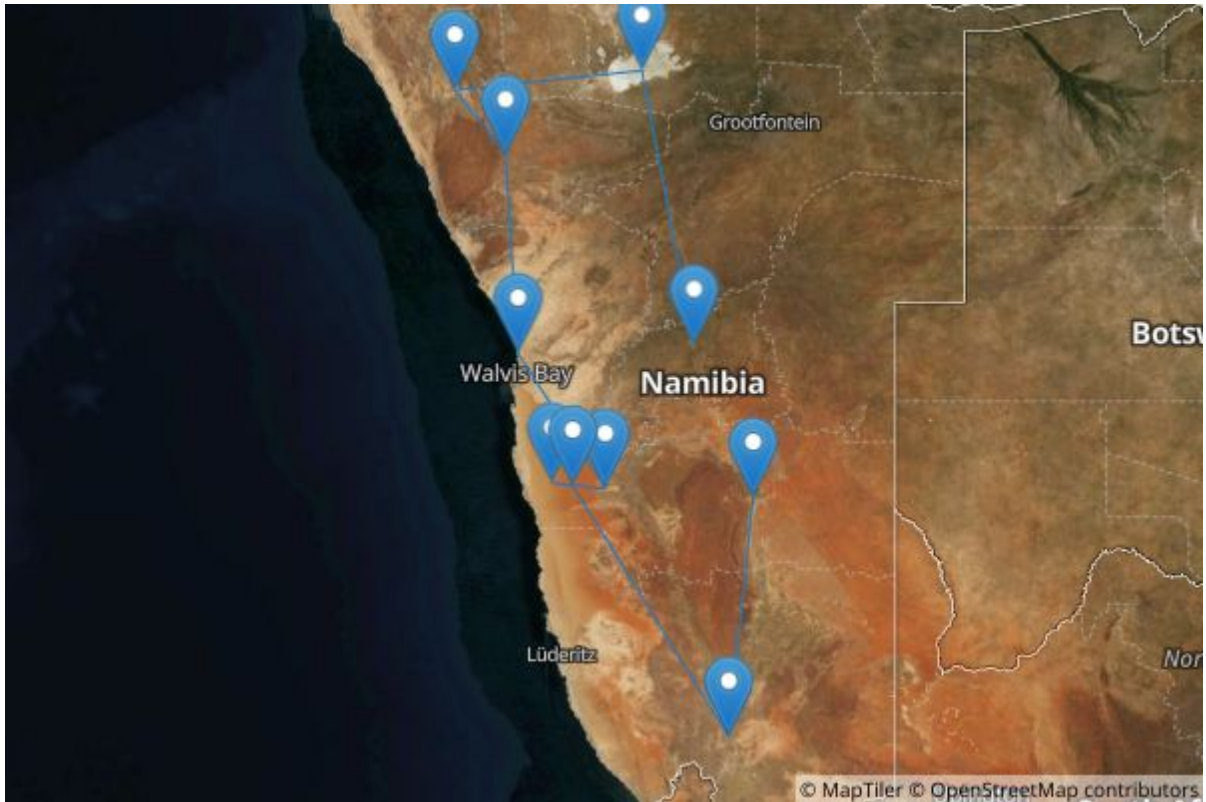 Grootfontein
Botsw
Walvis Bay
Namibia
Lüderitz
Nor
© MapTiler © OpenStreetMap contributors